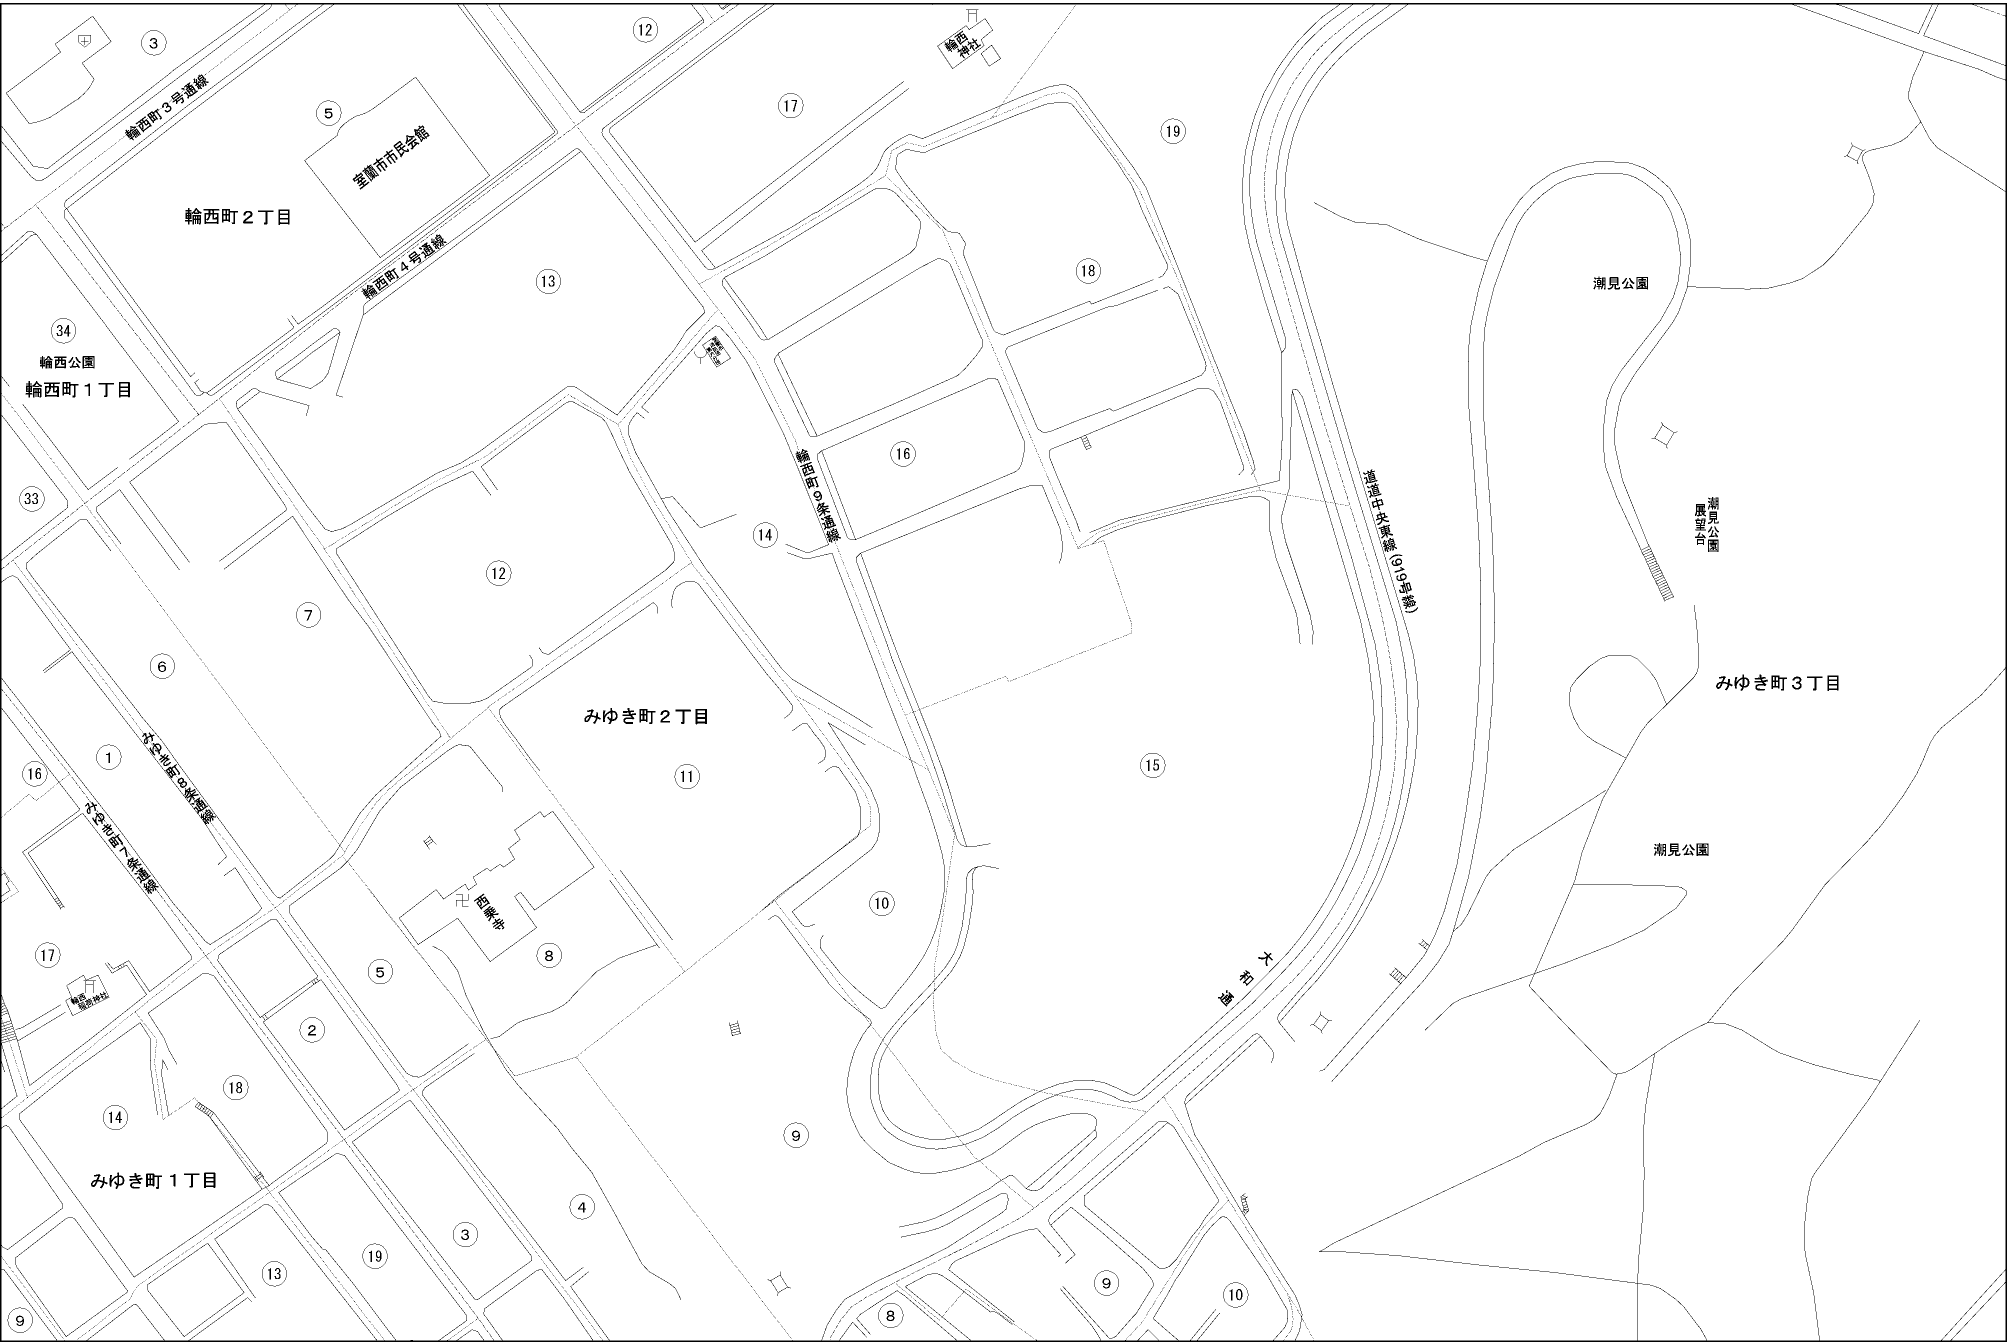 3
12
輪西
神社
17
19
輪西町3号通線
5
室蘭市市民会館
輪西町2丁目
輪西町4号通線
13
18
潮見公園
34
輪西公園
輪西町1丁目
33
16
輪西町9条通線
14
道道中央東線(919号線)
潮見公園
展望台
12
7
6
みゆき町2丁目
みゆき町3丁目
11
15
1
16
みゆき町8条通線
みゆき町7条通線
潮見公園
10
西乗寺
8
5
17
輪西
稲荷神社
大和通
2
18
14
9
みゆき町1丁目
4
3
19
13
9
10
8
9